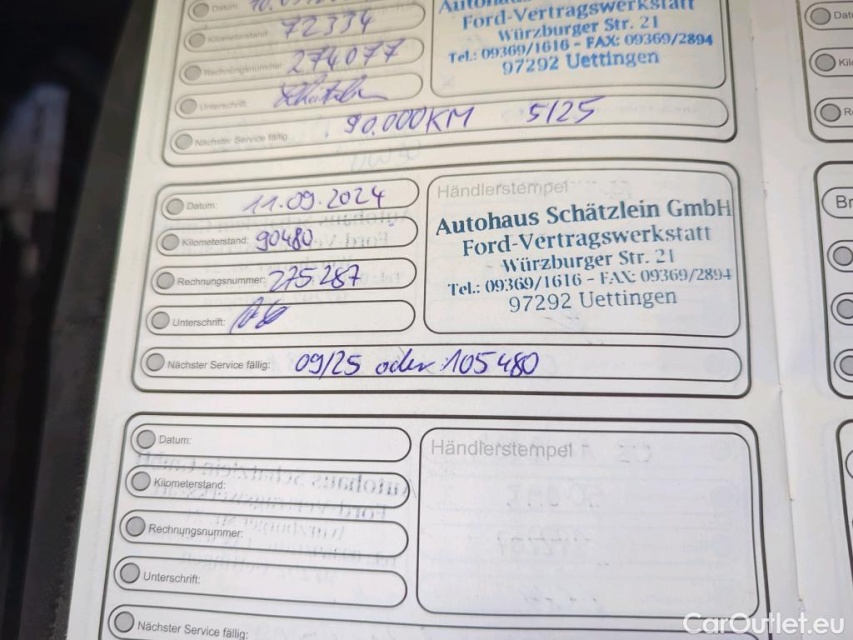 Datum:
Kilometerstand: 72334
Rechnungsnummer: 274077
Unterschrift:
Nächster Service fällig: 90.000KM 5/25
Ford-Vertragswerkstatt
Würzburger Str. 21
Tel.: 09369/1616 - FAX: 09369/2894
97292 Uettingen
Datum: 11.09.2024
Kilometerstand: 90480
Rechnungsnummer: 275287
Unterschrift:
Nächster Service fällig: 09/25 oder 105480
Händlerstempel
Autohaus Schätzlein GmbH
Ford-Vertragswerkstatt
Würzburger Str. 21
Tel.: 09369/1616 - FAX: 09369/2894
97292 Uettingen
Datum:
Kilometerstand:
Rechnungsnummer:
Unterschrift:
Nächster Service fällig:
Händlerstempel
CarOutlet.eu